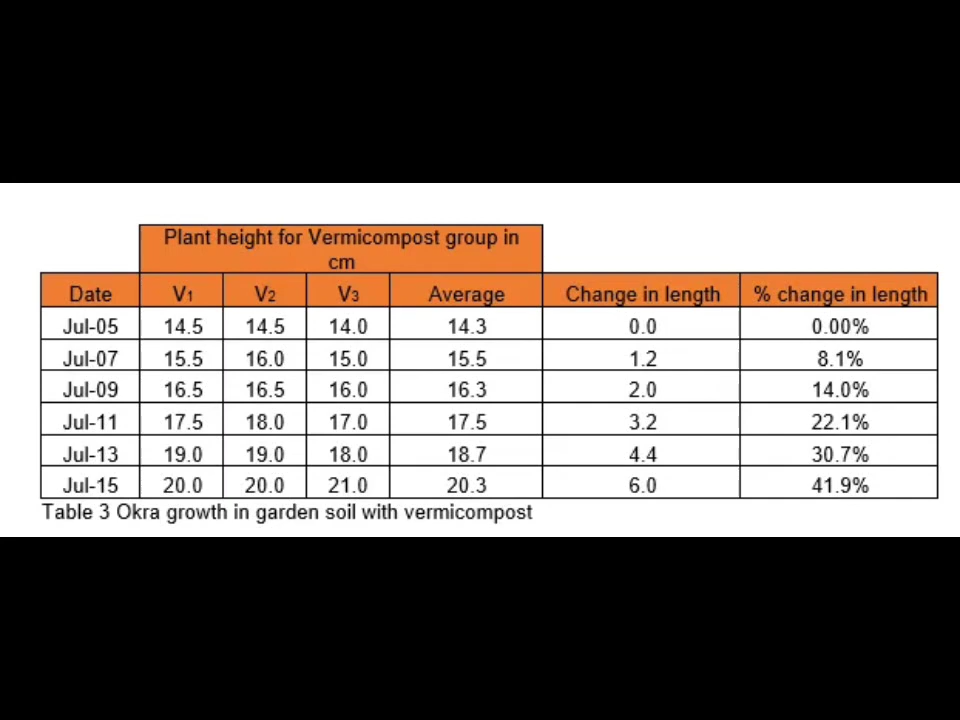 Plant height for Vermicompost group in
cm
Date V1 V2 V3 Average Change in length % change in length
Jul-05 14.5 14.5 14.0 14.3 0.0 0.00%
Jul-07 15.5 16.0 15.0 15.5 1.2 8.1%
Jul-09 16.5 16.5 16.0 16.3 2.0 14.0%
Jul-11 17.5 18.0 17.0 17.5 3.2 22.1%
Jul-13 19.0 19.0 18.0 18.7 4.4 30.7%
Jul-15 20.0 20.0 21.0 20.3 6.0 41.9%
Table 3 Okra growth in garden soil with vermicompost